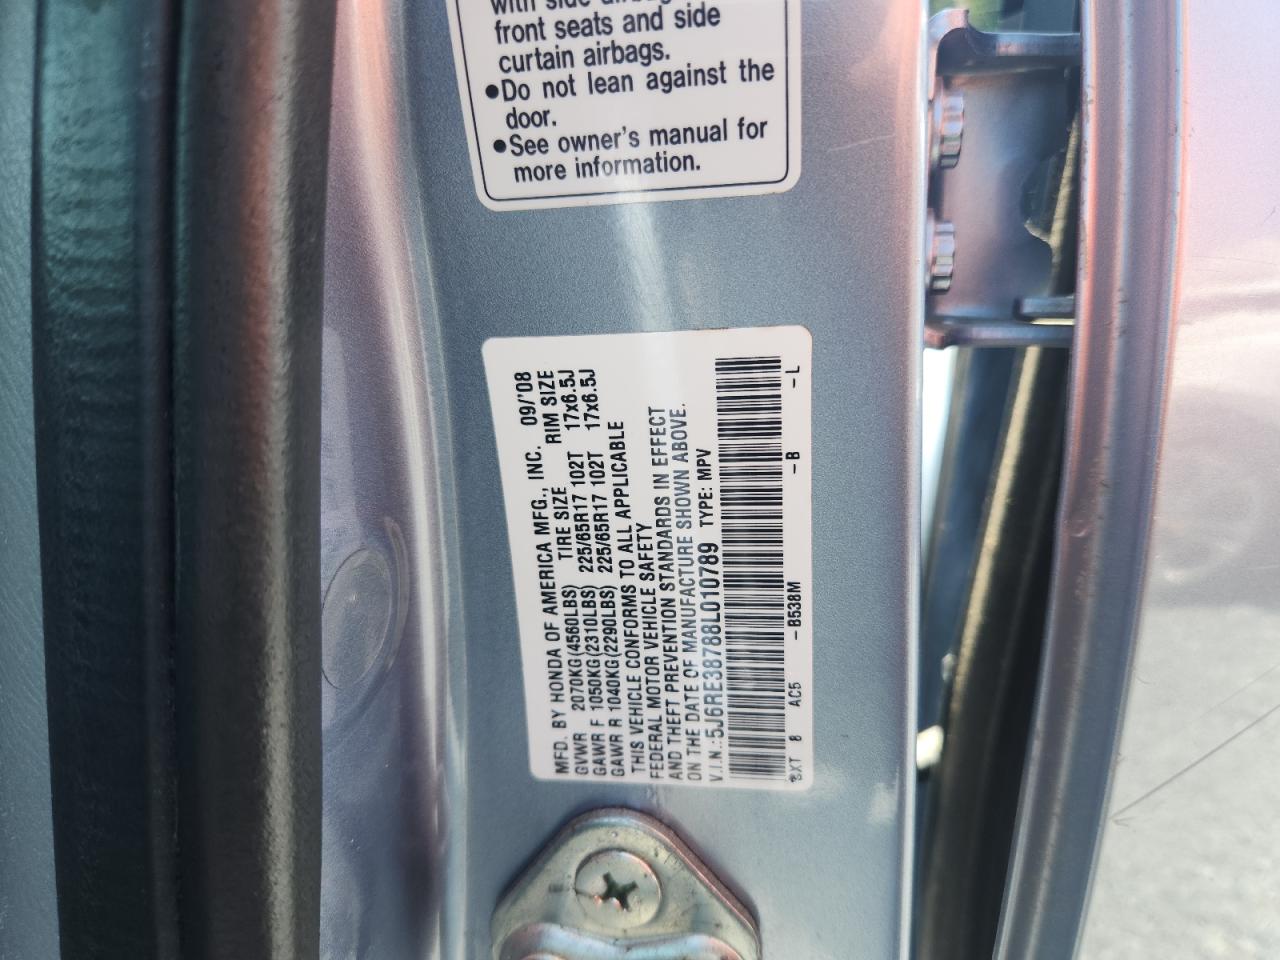 with side
front seats and side
curtain airbags.
●Do not lean against the
door.
●See owner's manual for
more information.
MFD. BY HONDA OF AMERICA MFG., INC. 09/'08
GVWR 2070KG(4560LBS) TIRE SIZE RIM SIZE
GAWR F 1050KG(2310LBS) 225/65R17 102T 17x6.5J
GAWR R 1040KG(2290LBS) 225/65R17 102T 17x6.5J
THIS VEHICLE CONFORMS TO ALL APPLICABLE
FEDERAL MOTOR VEHICLE SAFETY
AND THEFT PREVENTION STANDARDS IN EFFECT
ON THE DATE OF MANUFACTURE SHOWN ABOVE.
V.I.N.:5J6RE38788L010789 TYPE: MPV
AC5 -B538M -B -L